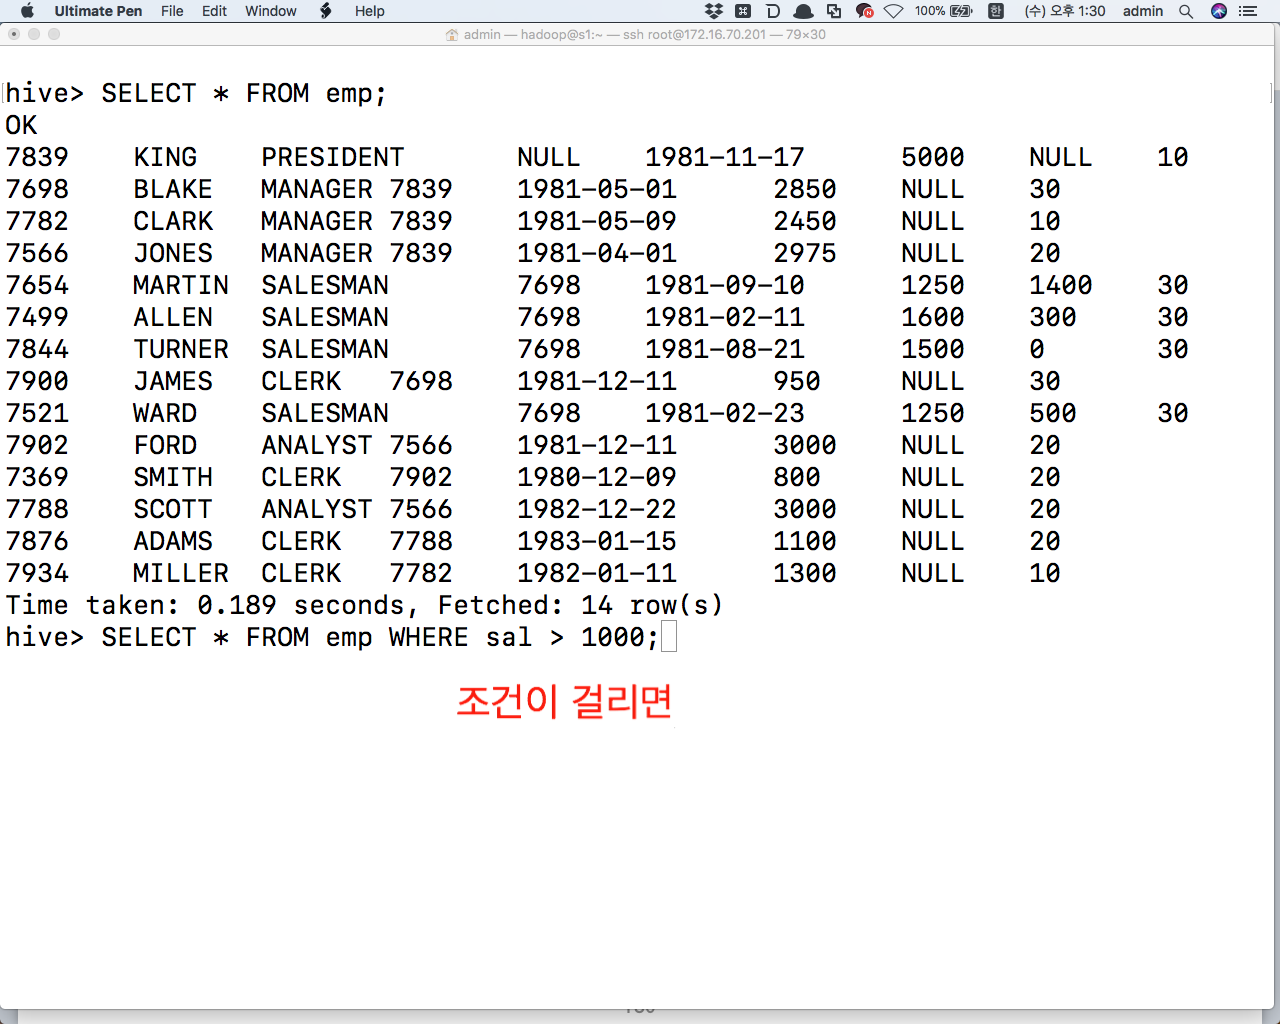 Ultimate Pen File Edit Window Help 100% 한 (수) 오후 1:30 admin
admin — hadoop@s1:~ — ssh root@172.16.70.201 — 79×30
hive> SELECT * FROM emp;
OK
7839 KING PRESIDENT NULL 1981-11-17 5000 NULL 10
7698 BLAKE MANAGER 7839 1981-05-01 2850 NULL 30
7782 CLARK MANAGER 7839 1981-05-09 2450 NULL 10
7566 JONES MANAGER 7839 1981-04-01 2975 NULL 20
7654 MARTIN SALESMAN 7698 1981-09-10 1250 1400 30
7499 ALLEN SALESMAN 7698 1981-02-11 1600 300 30
7844 TURNER SALESMAN 7698 1981-08-21 1500 0 30
7900 JAMES CLERK 7698 1981-12-11 950 NULL 30
7521 WARD SALESMAN 7698 1981-02-23 1250 500 30
7902 FORD ANALYST 7566 1981-12-11 3000 NULL 20
7369 SMITH CLERK 7902 1980-12-09 800 NULL 20
7788 SCOTT ANALYST 7566 1982-12-22 3000 NULL 20
7876 ADAMS CLERK 7788 1983-01-15 1100 NULL 20
7934 MILLER CLERK 7782 1982-01-11 1300 NULL 10
Time taken: 0.189 seconds, Fetched: 14 row(s)
hive> SELECT * FROM emp WHERE sal > 1000;
조건이 걸리면